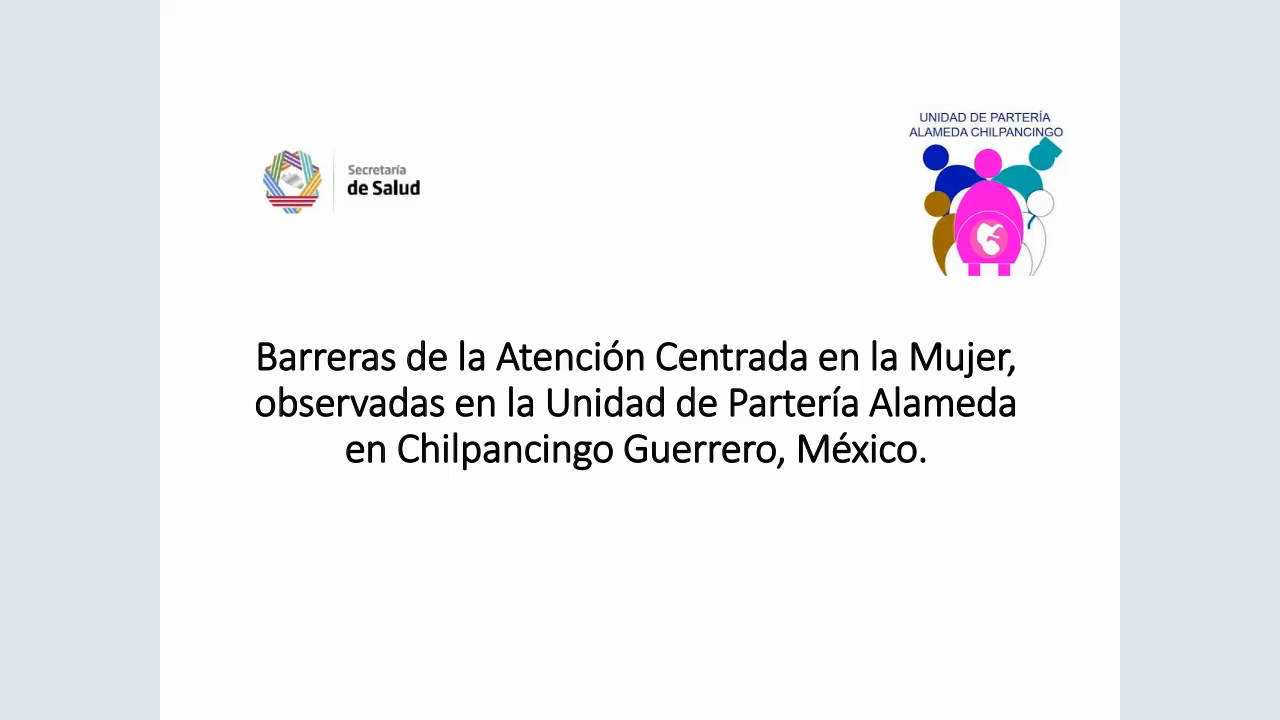 UNIDAD DE PARTERÍA
ALAMEDA CHILPANCINGO
Secretaría
de Salud
Barreras de la Atención Centrada en la Mujer,
observadas en la Unidad de Partería Alameda
en Chilpancingo Guerrero, México.